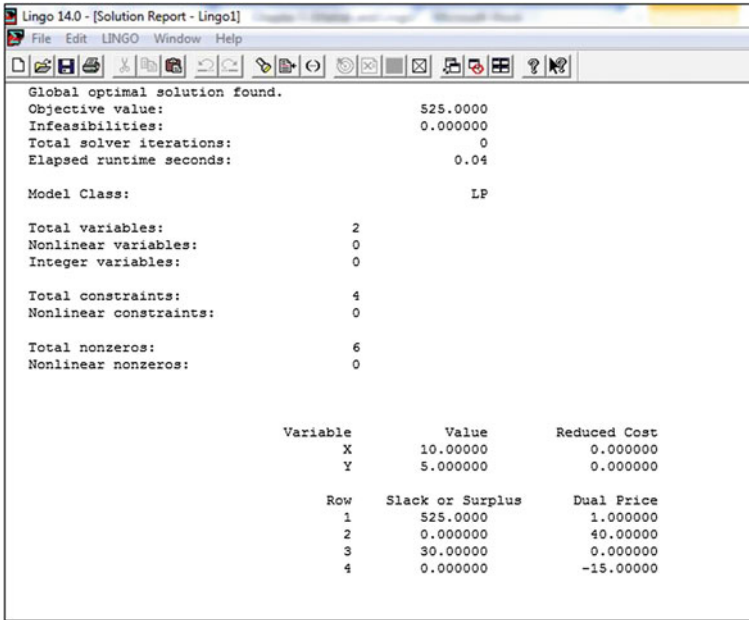 Lingo 14.0 - [Solution Report - Lingo1]
File Edit LINGO Window Help
Global optimal solution found.
Objective value: 525.0000
Infeasibilities: 0.000000
Total solver iterations: 0
Elapsed runtime seconds: 0.04
Model Class: LP
Total variables: 2
Nonlinear variables: 0
Integer variables: 0
Total constraints: 4
Nonlinear constraints: 0
Total nonzeros: 6
Nonlinear nonzeros: 0
Variable Value Reduced Cost
X 10.00000 0.000000
Y 5.000000 0.000000
Row Slack or Surplus Dual Price
1 525.0000 1.000000
2 0.000000 40.00000
3 30.00000 0.000000
4 0.000000 -15.00000